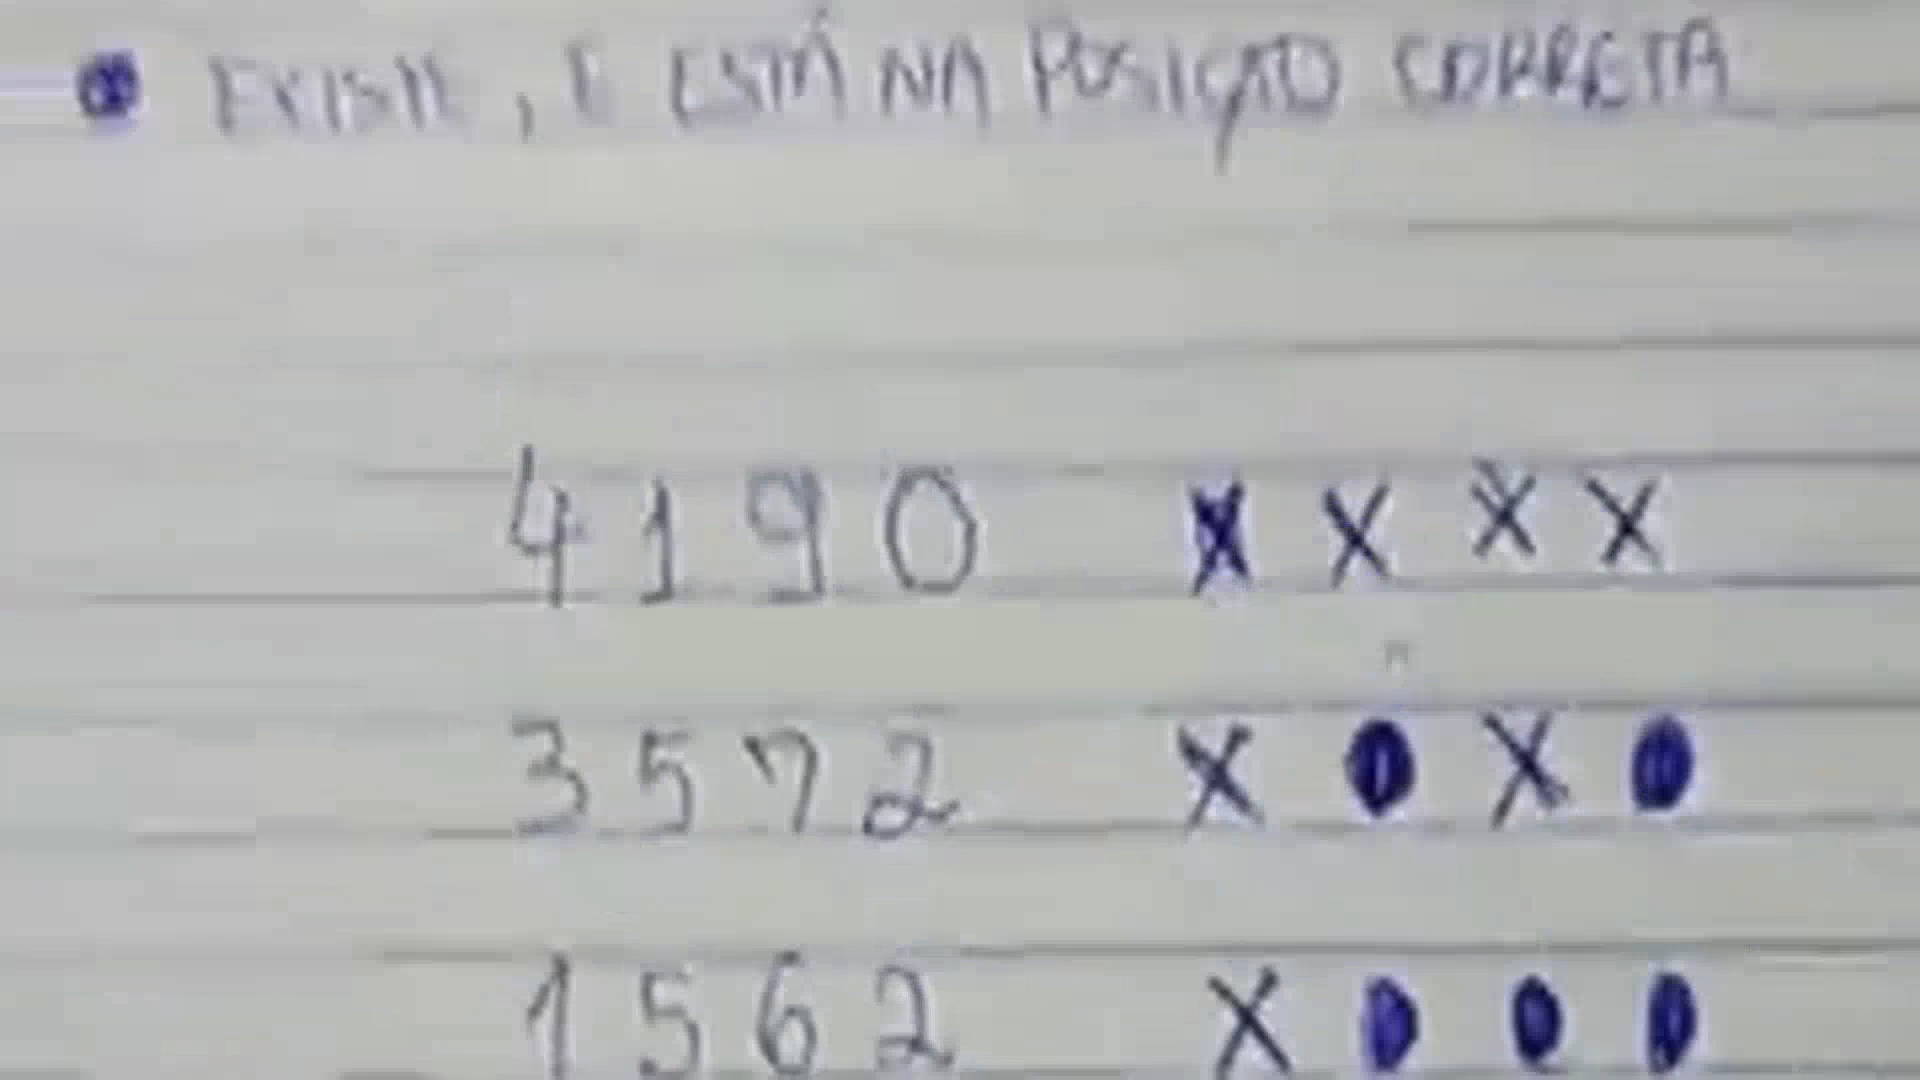 EXISTE, E ESTÁ NA POSIÇÃO CORRETA
4190 X X X X
3572 X ● X ●
1562 X ● ● ●